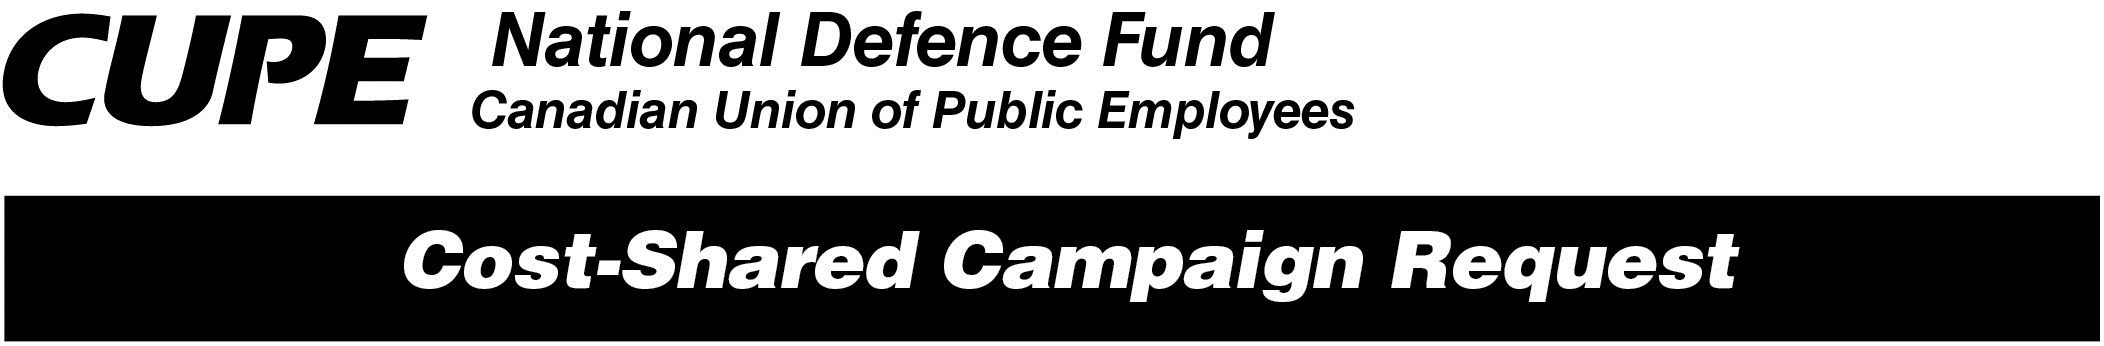 CUPE National Defence Fund
Canadian Union of Public Employees
Cost-Shared Campaign Request